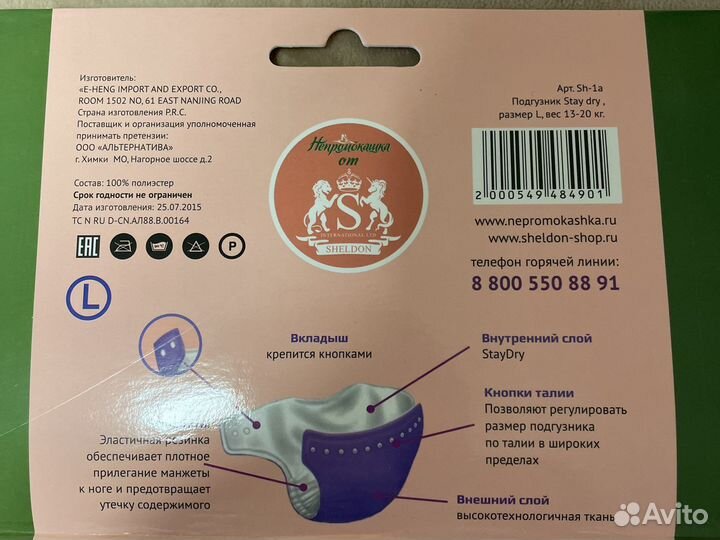 Изготовитель:
«E-HENG IMPORT AND EXPORT CO.,
ROOM 1502 NO, 61 EAST NANJING ROAD
Страна изготовления P.R.C.
Поставщик и организация уполномоченная
принимать претензии:
ООО «АЛЬТЕРНАТИВА»
г. Химки МО, Нагорное шоссе д.2
Состав: 100% полиэстер
Срок годности не ограничен
Дата изготовления: 25.07.2015
ТС N RU D-CN.АЛ88.В.00164
EAC
P
L
Непромокашка
от
S
INTERNATIONAL LTD
SHELDON
Арт. Sh-1a
Подгузник Stay dry ,
размер L, вес 13-20 кг.
2 000549 484901
www.nepromokashka.ru
www.sheldon-shop.ru
телефон горячей линии:
8 800 550 88 91
Вкладыш
крепится кнопками
Внутренний слой
StayDry
Кнопки талии
Позволяют регулировать
размер подгузника
по талии в широких
пределах
Эластичная резинка
обеспечивает плотное
прилегание манжеты
к ноге и предотвращает
утечку содержимого
Внешний слой
высокотехнологичная ткань
Avito